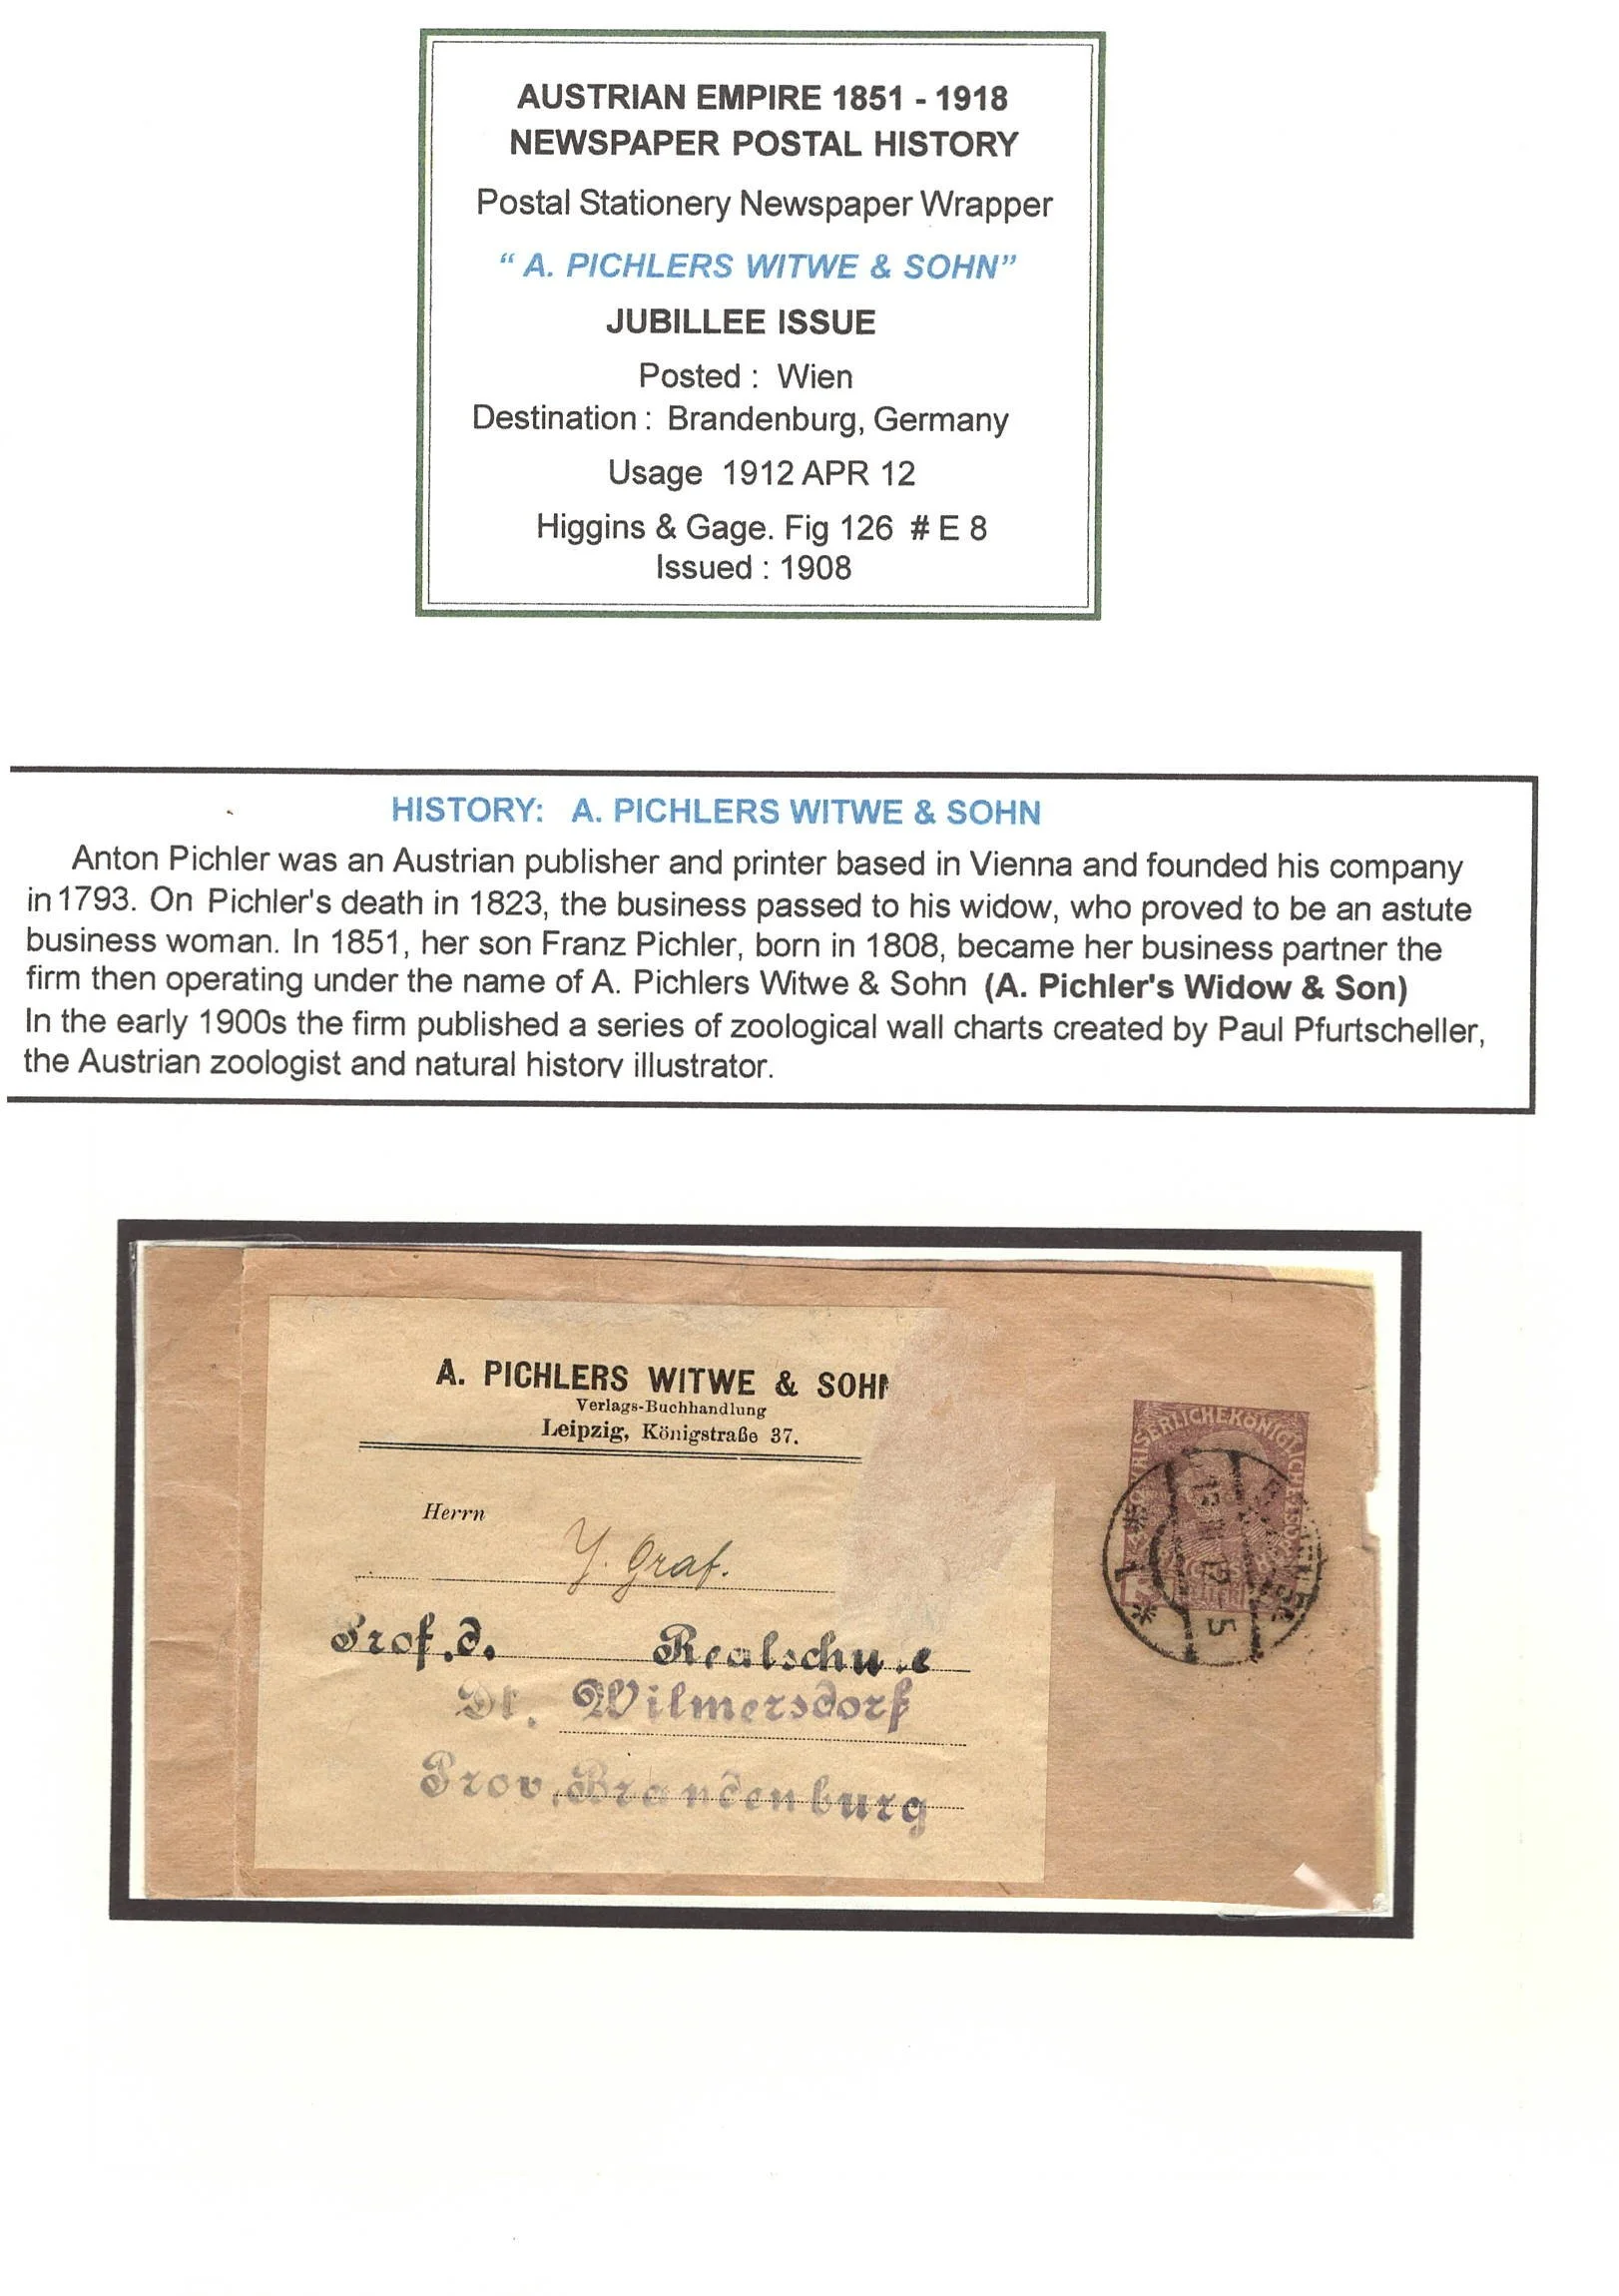 AUSTRIAN EMPIRE 1851 - 1918
NEWSPAPER POSTAL HISTORY
Postal Stationery Newspaper Wrapper
“ A. PICHLERS WITWE & SOHN”
JUBILLEE ISSUE
Posted : Wien
Destination : Brandenburg, Germany
Usage 1912 APR 12
Higgins & Gage. Fig 126 # E 8
Issued : 1908
HISTORY: A. PICHLERS WITWE & SOHN
Anton Pichler was an Austrian publisher and printer based in Vienna and founded his company
in 1793. On Pichler's death in 1823, the business passed to his widow, who proved to be an astute
business woman. In 1851, her son Franz Pichler, born in 1808, became her business partner the
firm then operating under the name of A. Pichlers Witwe & Sohn (A. Pichler's Widow & Son)
In the early 1900s the firm published a series of zoological wall charts created by Paul Pfurtscheller,
the Austrian zoologist and natural history illustrator.
A. PICHLERS WITWE & SOHN
Verlags-Buchhandlung
Leipzig, Königstraße 37.
Herrn
Y. Graf.
Prof. d. Realschule
Dt. Wilmersdorf
Prov. Brandenburg
KAISERLICHE KÖNIGLICHE